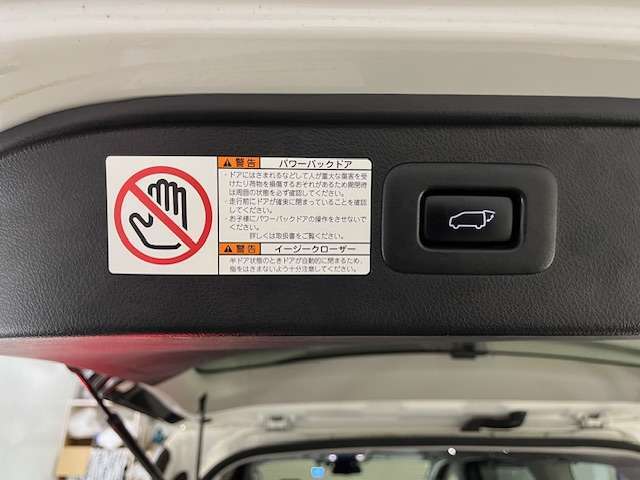 警告 パワーバックドア
・ドアにはさまれるなどして人が重大な傷害を受
けたり荷物を損傷するおそれがあるため開閉時
は周囲の状態を必ず確認してください。
・走行前にドアが確実に閉まっていることを確認
してください。
・お子様にパワーバックドアの操作をさせないで
ください。
詳しくは取扱書をご覧ください。
警告 イージークローザー
半ドア状態のときドアが自動的に閉まるため、
指をはさまないよう十分注意してください。